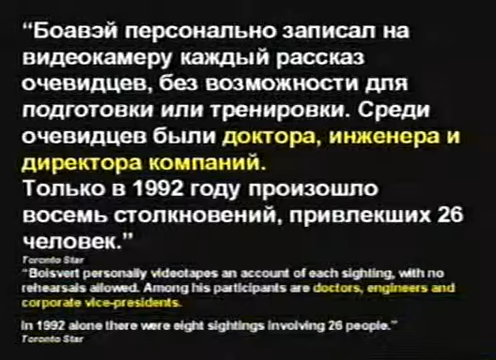 “Боавэй персонально записал на
видеокамеру каждый рассказ
очевидцев, без возможности для
подготовки или тренировки. Среди
очевидцев были доктора, инженера и
директора компаний.
Только в 1992 году произошло
восемь столкновений, привлекших 26
человек.”
Toronto Star
“Boisvert personally videotapes an account of each sighting, with no
rehearsals allowed. Among his participants are doctors, engineers and
corporate vice-presidents.
In 1992 alone there were eight sightings involving 26 people.”
Toronto Star